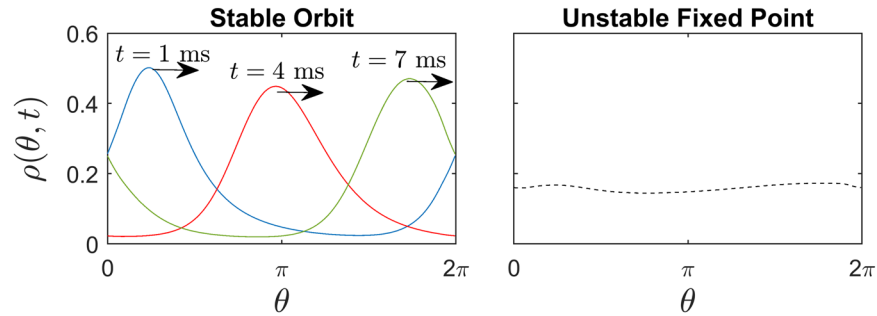 Stable Orbit
Unstable Fixed Point
0.6
t = 1 ms
t = 4 ms
t = 7 ms
0.4
ρ(θ, t)
0.2
0
0
π
2π
0
π
2π
θ
θ